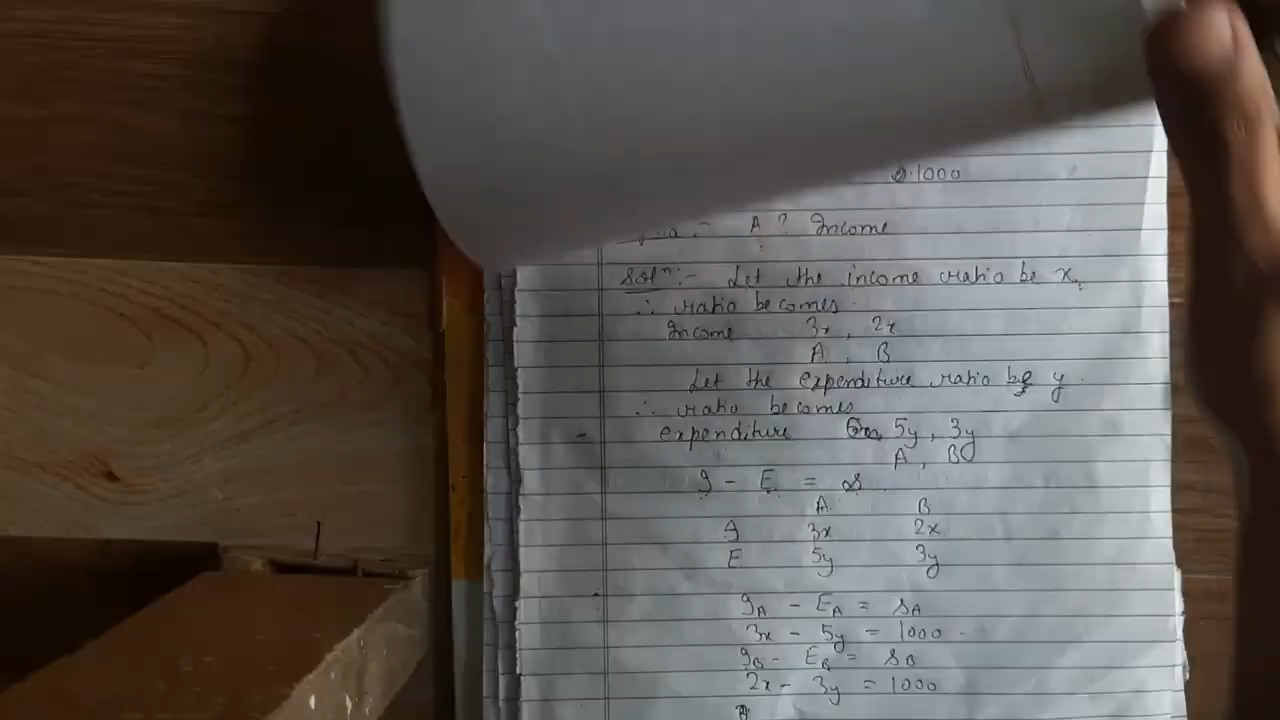 1000
A ? Income
Solⁿ:- Let the income ratio be x.
∴ ratio becomes.
Income 3x , 2x
A , B
Let the expenditure ratio be y.
∴ ratio becomes
expenditure 5y , 3y
A , B
I - E = S
A B
I 3x 2x
E 5y 3y
I_A - E_A = S_A
3x - 5y = 1000
I_B - E_B = S_B
2x - 3y = 1000